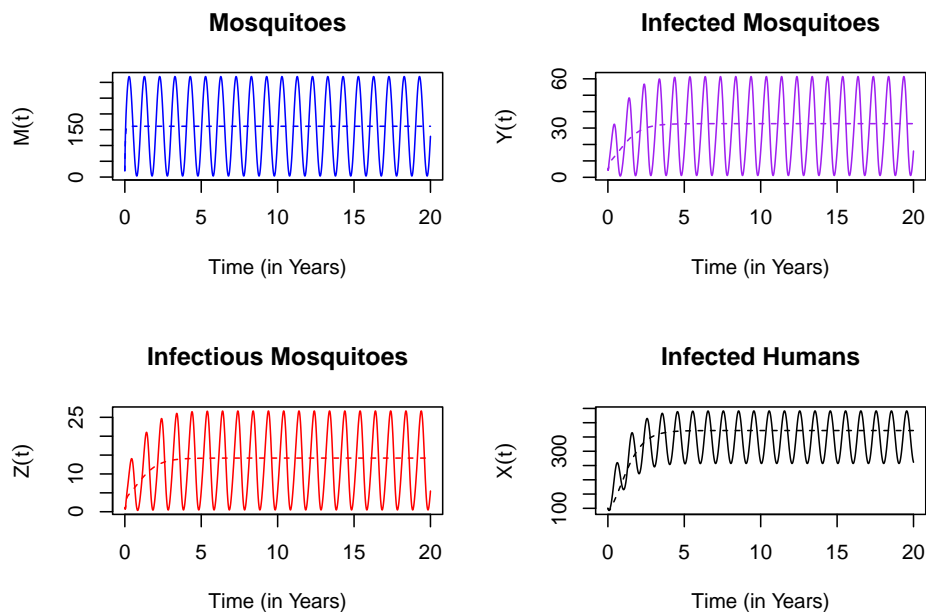 Mosquitoes
M(t)
150
0
0 5 10 15 20
Time (in Years)
Infected Mosquitoes
Y(t)
60
30
0
0 5 10 15 20
Time (in Years)
Infectious Mosquitoes
Z(t)
25
10
0
0 5 10 15 20
Time (in Years)
Infected Humans
X(t)
300
100
0 5 10 15 20
Time (in Years)